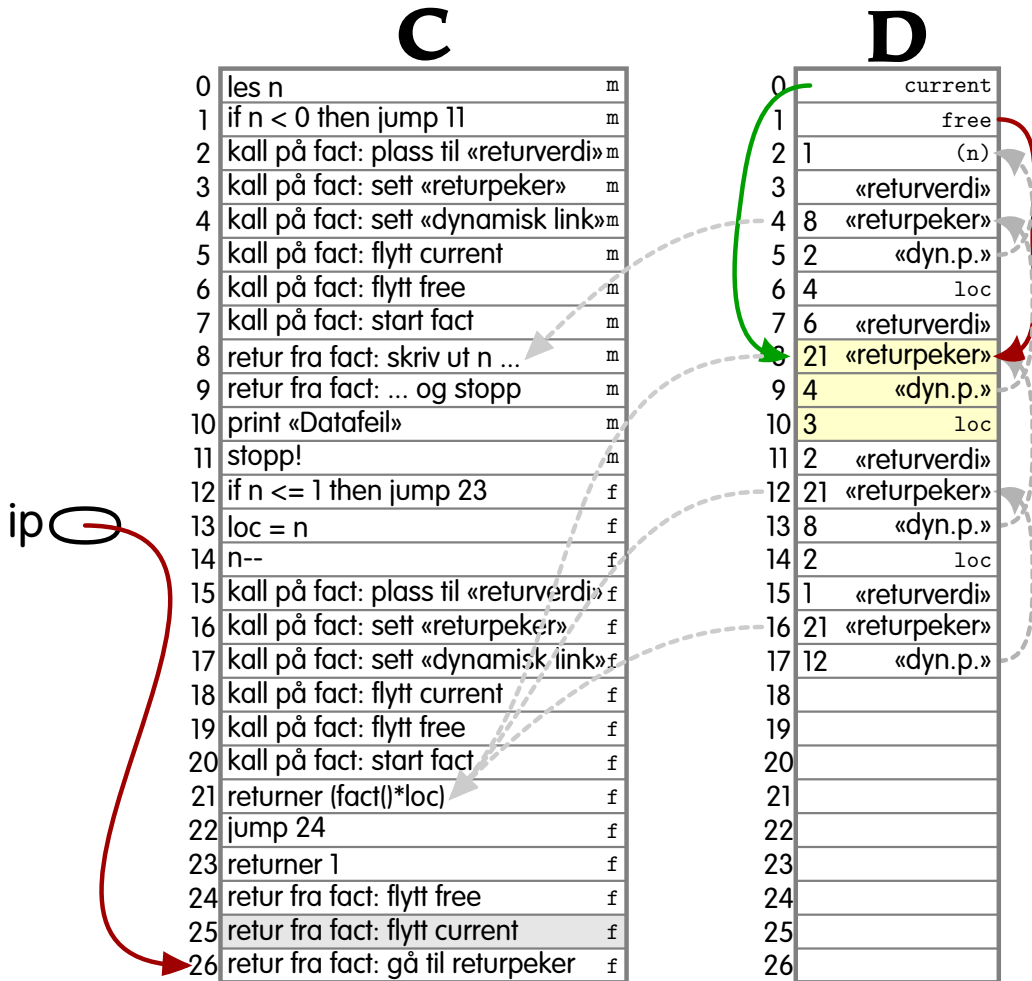 C
D
0 les n m
1 if n < 0 then jump 11 m
2 kall på fact: plass til «returverdi» m
3 kall på fact: sett «returpeker» m
4 kall på fact: sett «dynamisk link» m
5 kall på fact: flytt current m
6 kall på fact: flytt free m
7 kall på fact: start fact m
8 retur fra fact: skriv ut n ... m
9 retur fra fact: ... og stopp m
10 print «Datafeil» m
11 stopp! m
12 if n <= 1 then jump 23 f
13 loc = n f
14 n-- f
15 kall på fact: plass til «returverdi» f
16 kall på fact: sett «returpeker» f
17 kall på fact: sett «dynamisk link» f
18 kall på fact: flytt current f
19 kall på fact: flytt free f
20 kall på fact: start fact f
21 returner (fact()*loc) f
22 jump 24 f
23 returner 1 f
24 retur fra fact: flytt free f
25 retur fra fact: flytt current f
26 retur fra fact: gå til returpeker f
ip
0 current
1 free
2 1 (n)
3 «returverdi»
4 8 «returpeker»
5 2 «dyn.p.»
6 4 loc
7 6 «returverdi»
8 21 «returpeker»
9 4 «dyn.p.»
10 3 loc
11 2 «returverdi»
12 21 «returpeker»
13 8 «dyn.p.»
14 2 loc
15 1 «returverdi»
16 21 «returpeker»
17 12 «dyn.p.»
18
19
20
21
22
23
24
25
26